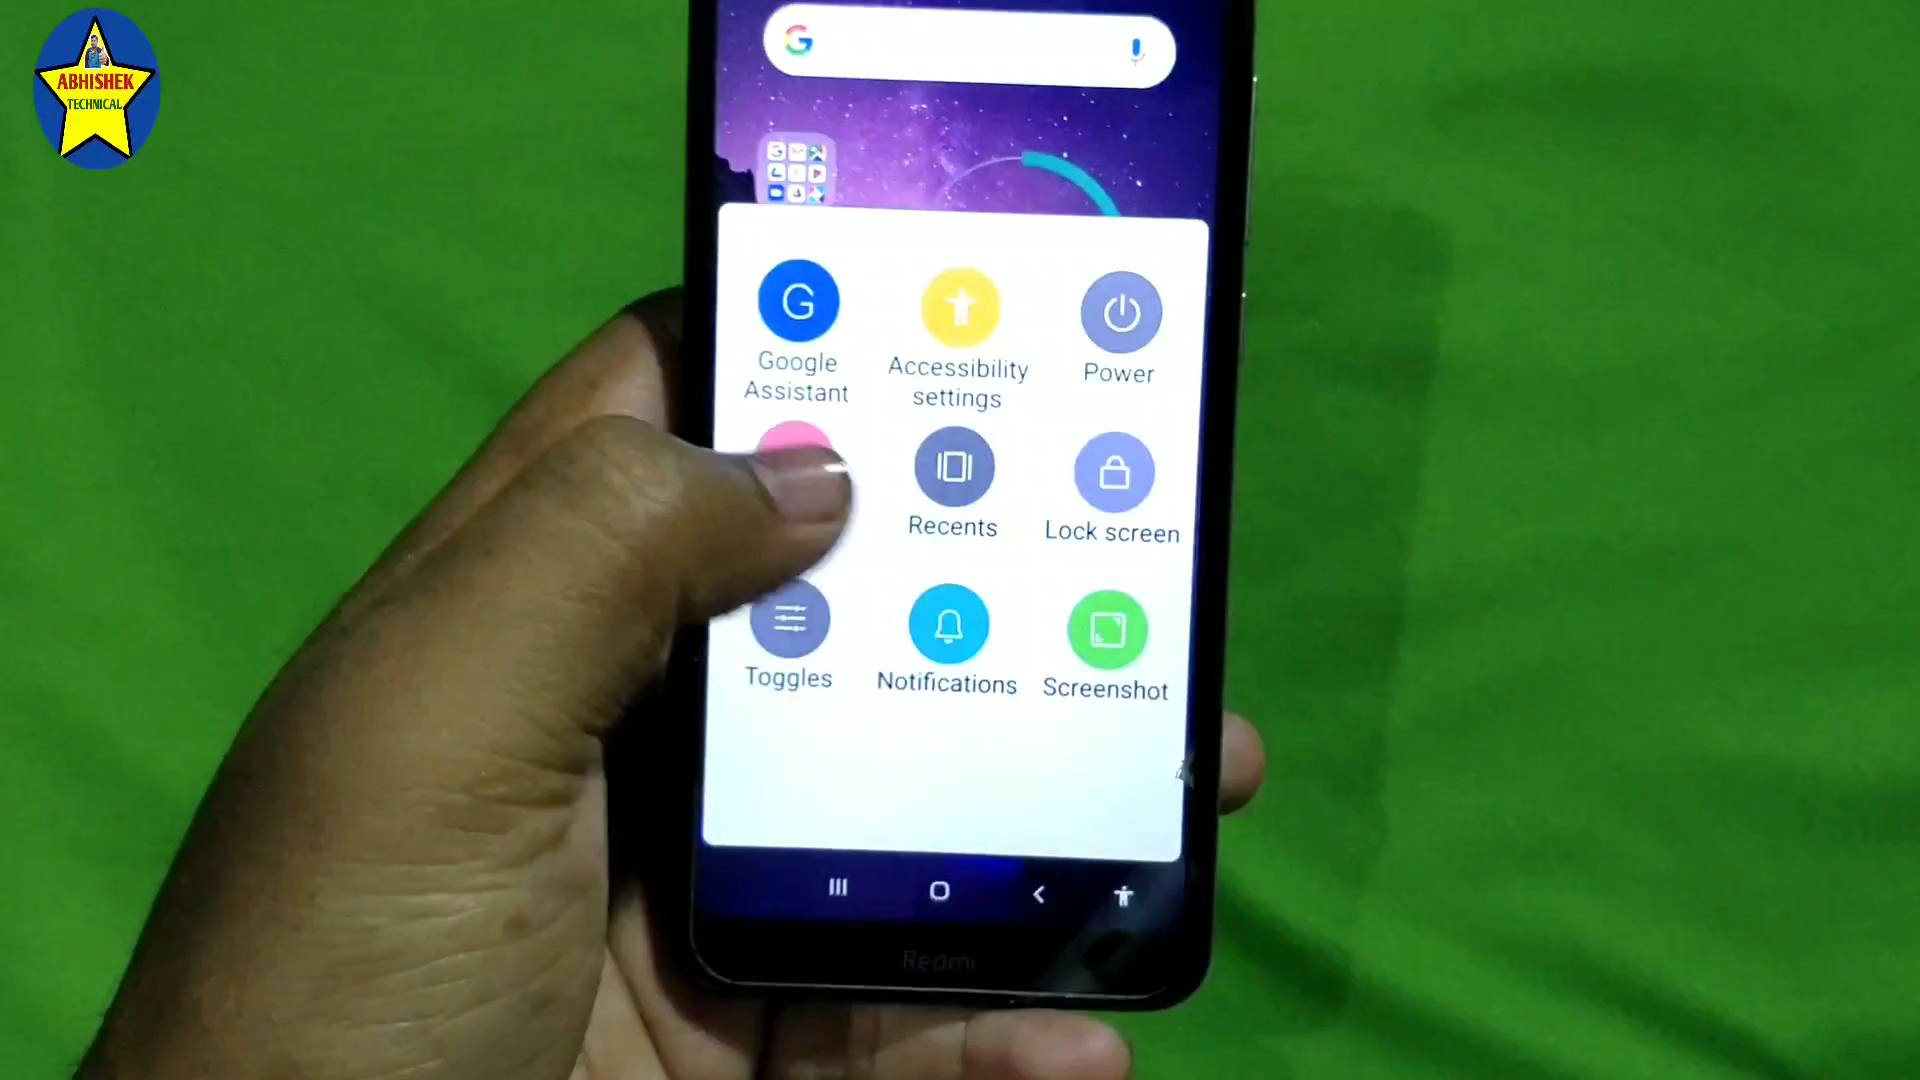 ABHISHEK
TECHNICAL
G
G
Google
Assistant
Accessibility
settings
Power
Recents
Lock screen
Toggles
Notifications
Screenshot
Redmi